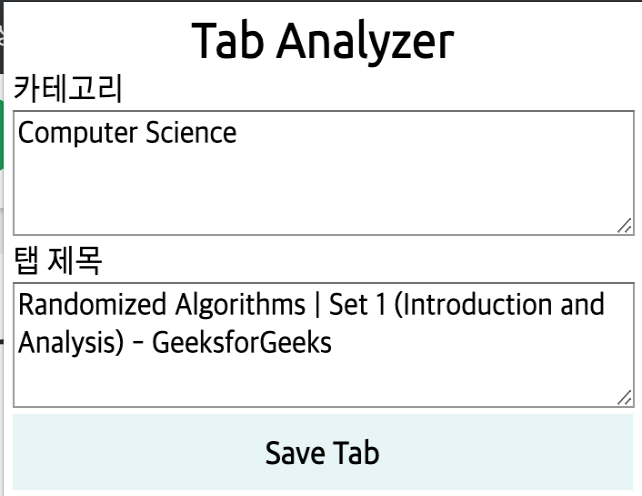 Tab Analyzer
카테고리
Computer Science
탭 제목
Randomized Algorithms | Set 1 (Introduction and
Analysis) - GeeksforGeeks
Save Tab